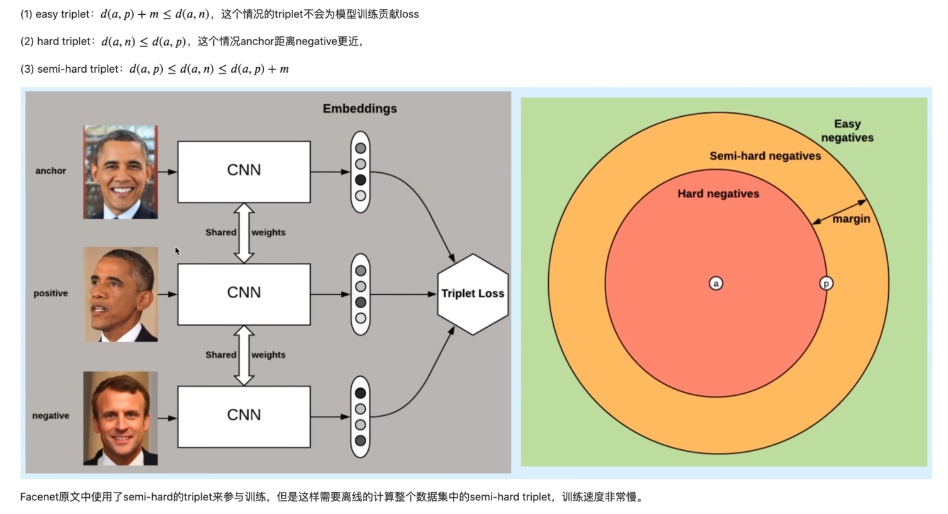 (1) easy triplet：d(a, p) + m ≤ d(a, n)，这个情况的triplet不会为模型训练贡献loss
(2) hard triplet：d(a, n) ≤ d(a, p)，这个情况anchor距离negative更近，
(3) semi-hard triplet：d(a, p) ≤ d(a, n) ≤ d(a, p) + m
Embeddings
anchor
CNN
Shared weights
positive
CNN
Triplet Loss
Shared weights
negative
CNN
Easy
negatives
Semi-hard negatives
Hard negatives
margin
a
p
Facenet原文中使用了semi-hard的triplet来参与训练，但是这样需要离线的计算整个数据集中的semi-hard triplet，训练速度非常慢。